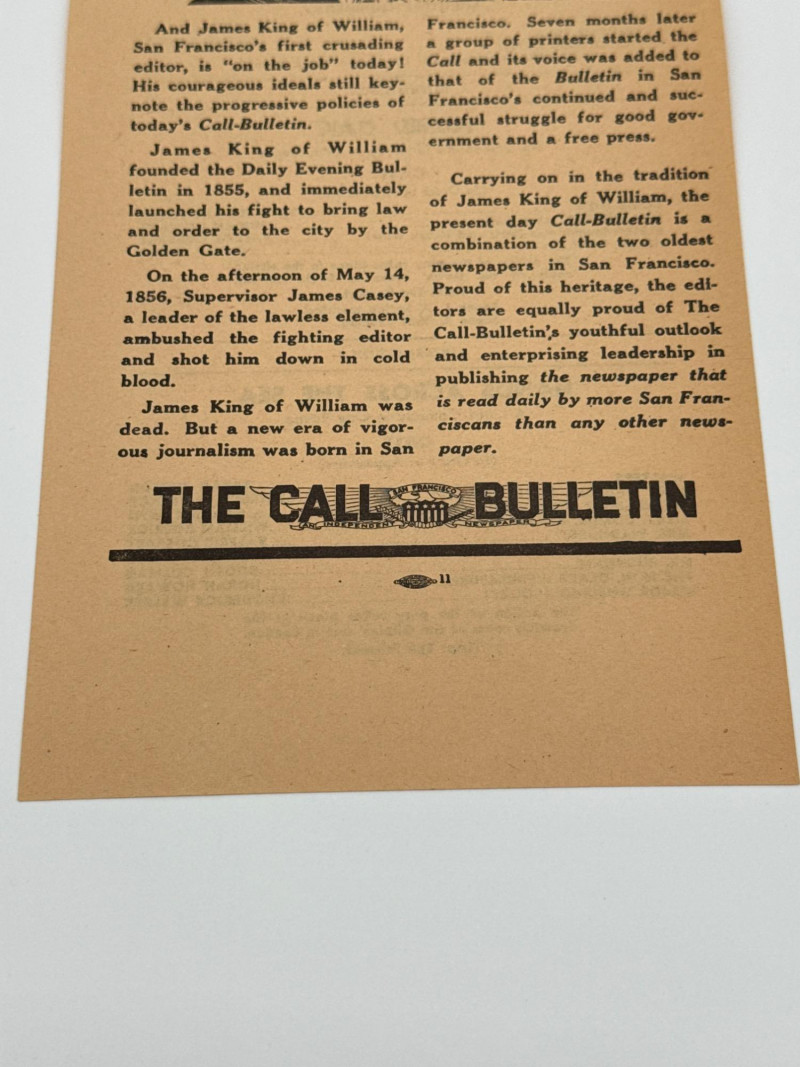 And James King of William,
San Francisco's first crusading
editor, is "on the job" today!
His courageous ideals still key-
note the progressive policies of
today's Call-Bulletin.
James King of William
founded the Daily Evening Bul-
letin in 1855, and immediately
launched his fight to bring law
and order to the city by the
Golden Gate.
On the afternoon of May 14,
1856, Supervisor James Casey,
a leader of the lawless element,
ambushed the fighting editor
and shot him down in cold
blood.
James King of William was
dead. But a new era of vigor-
ous journalism was born in San
Francisco. Seven months later
a group of printers started the
Call and its voice was added to
that of the Bulletin in San
Francisco's continued and suc-
cessful struggle for good gov-
ernment and a free press.
Carrying on in the tradition
of James King of William, the
present day Call-Bulletin is a
combination of the two oldest
newspapers in San Francisco.
Proud of this heritage, the edi-
tors are equally proud of The
Call-Bulletin's youthful outlook
and enterprising leadership in
publishing the newspaper that
is read daily by more San Fran-
ciscans than any other news-
paper.
THE CALL BULLETIN
SAN FRANCISCO
AN INDEPENDENT NEWSPAPER
11